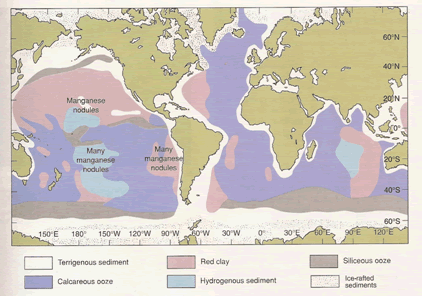 60°N
40°N
20°N
Manganese
nodules
0°
Many
manganese
nodules
Many
manganese
nodules
20°S
40°S
60°S
150°E 180° 150°W 120°W 90°W 60°W 30°W 0° 30°E 60°E 90°E 120°E
Terrigenous sediment
Red clay
Siliceous ooze
Calcareous ooze
Hydrogenous sediment
Ice-rafted
sediments